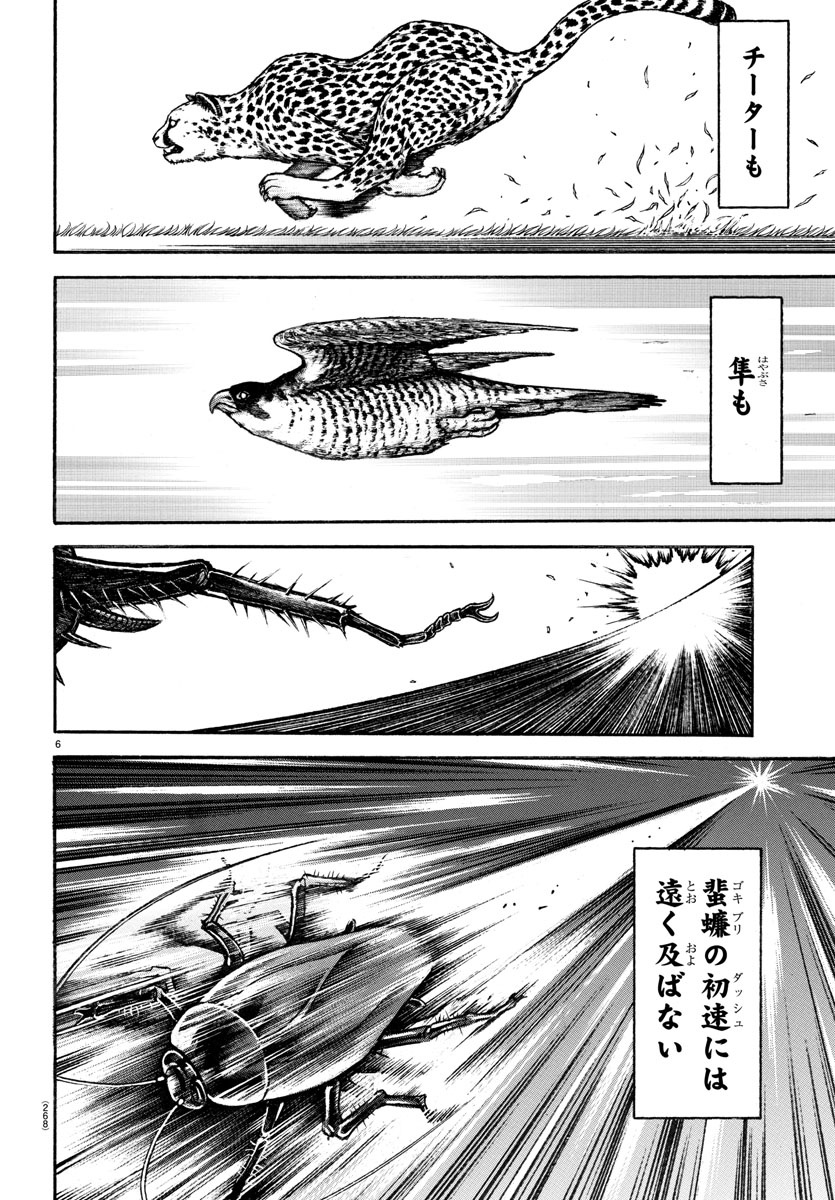 チーターも
隼も
はやぶさ
蜚蠊の初速には
ゴキブリ
ダッシュ
遠く及ばない
とお
およ
6
(268)